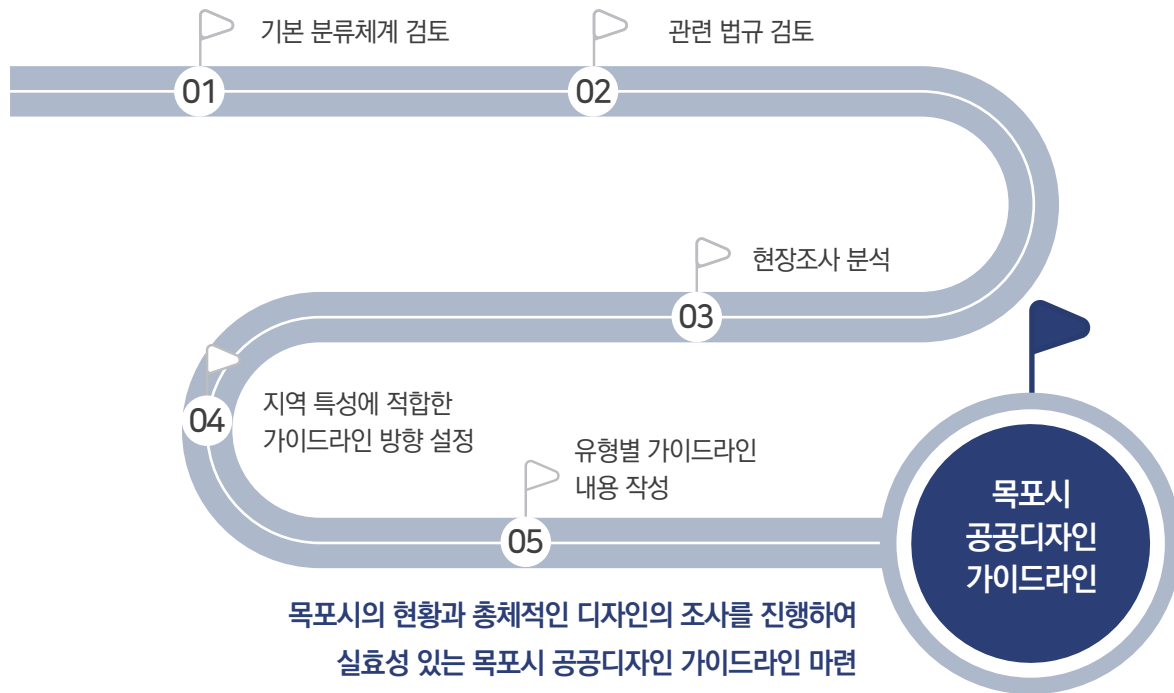 기본 분류체계 검토
01
관련 법규 검토
02
현장조사 분석
03
지역 특성에 적합한
가이드라인 방향 설정
04
유형별 가이드라인
내용 작성
05
목포시
공공디자인
가이드라인
목포시의 현황과 총체적인 디자인의 조사를 진행하여
실효성 있는 목포시 공공디자인 가이드라인 마련